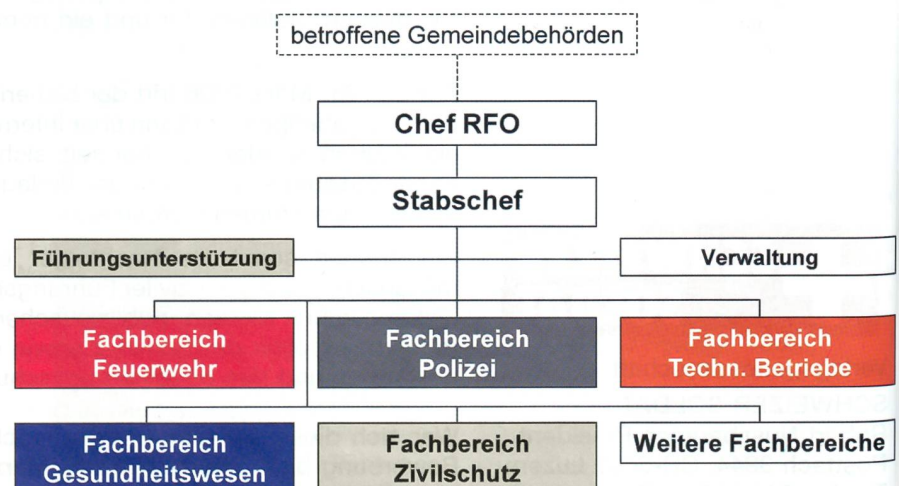 betroffene Gemeindebehörden
Chef RFO
Stabschef
Führungsunterstützung
Verwaltung
Fachbereich
Feuerwehr
Fachbereich
Polizei
Fachbereich
Techn. Betriebe
Fachbereich
Gesundheitswesen
Fachbereich
Zivilschutz
Weitere Fachbereiche